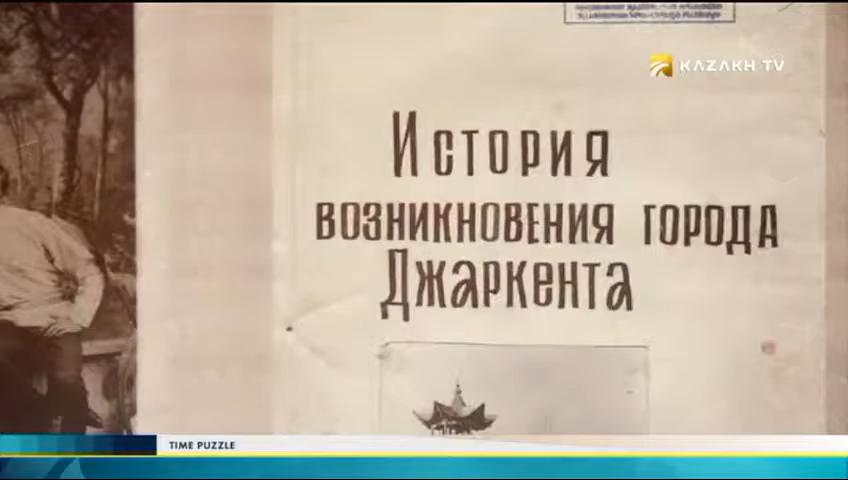 KAZAKH TV
История
возникновения города
Джаркента
TIME PUZZLE